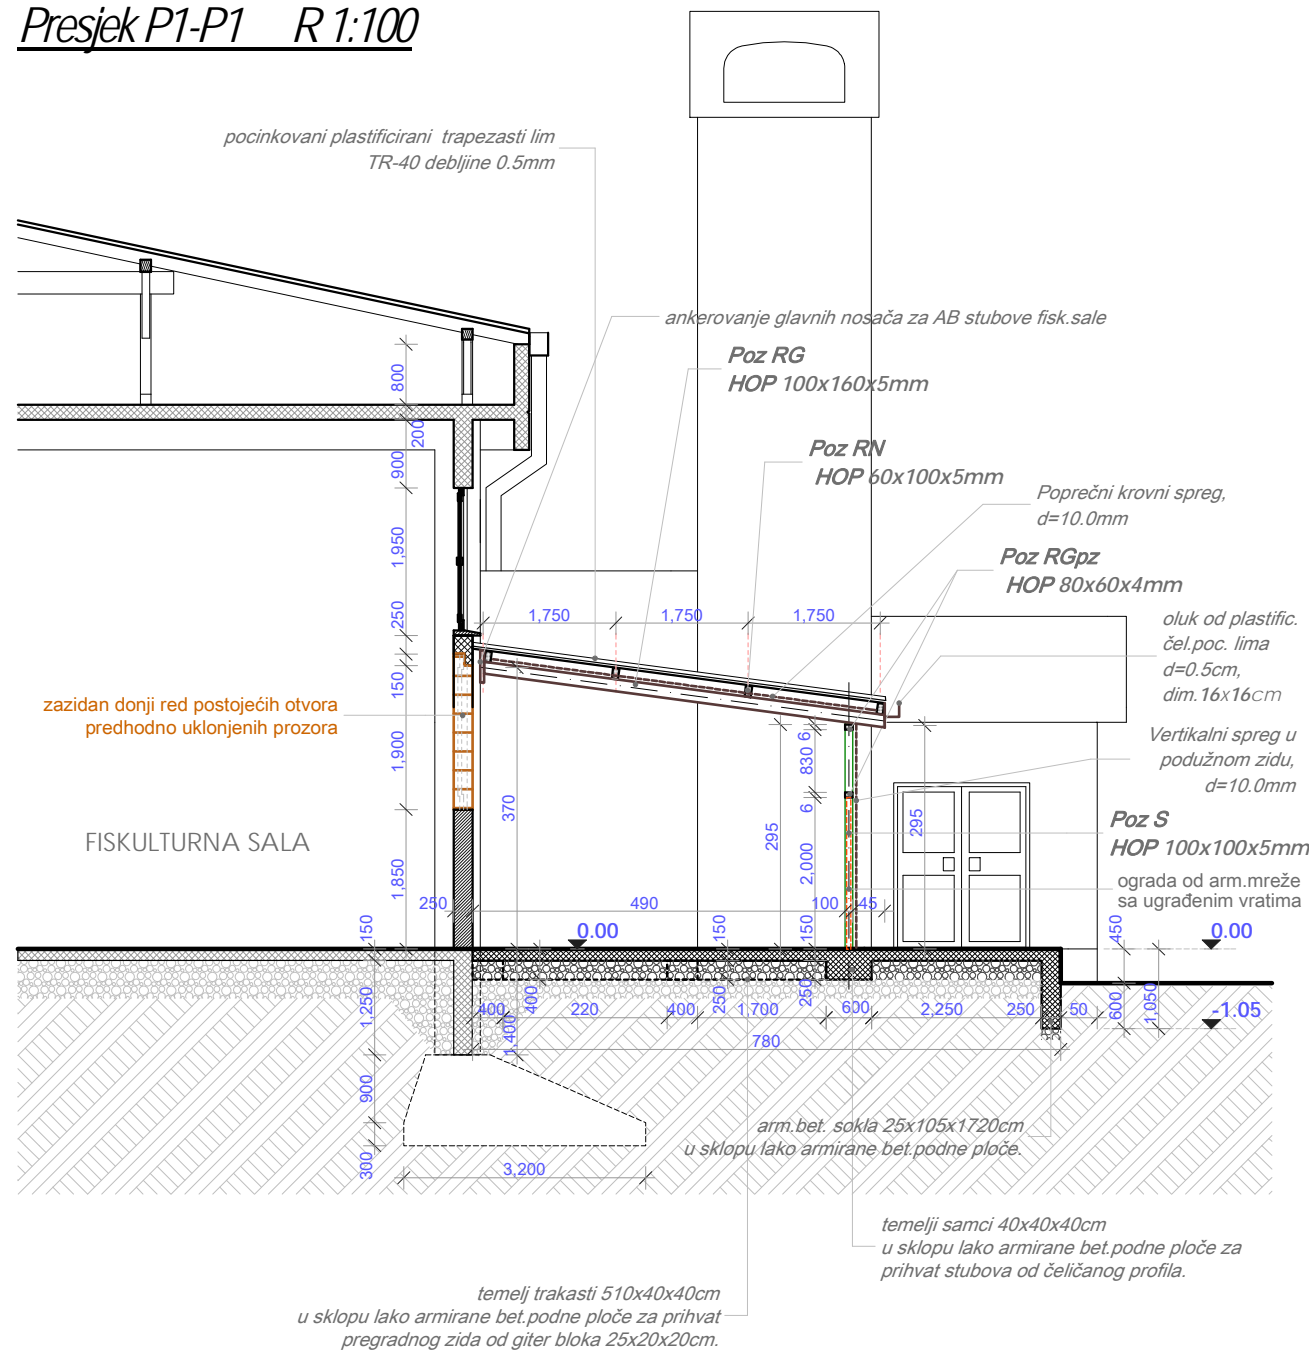 Presjek P1-P1 R 1:100
pocinkovani plastificirani trapezasti lim
TR-40 debljine 0.5mm
ankerovanje glavnih nosača za AB stubove fisk.sale
Poz RG
HOP 100x160x5mm
800
200
900
Poz RN
HOP 60x100x5mm
Poprečni krovni spreg,
d=10.0mm
1,950
Poz RGpz
HOP 80x60x4mm
250
1,750
1,750
1,750
oluk od plastific.
čel.poc. lima
d=0.5cm,
dim.16x16cm
150
zazidan donji red postojećih otvora
predhodno uklonjenih prozora
1,900
Vertikalni spreg u
podužnom zidu,
d=10.0mm
6
830
6
370
295
295
FISKULTURNA SALA
Poz S
HOP 100x100x5mm
2,000
1,850
ograda od arm.mreže
sa ugrađenim vratima
250
490
100
45
150
0.00
150
150
450
0.00
1,250
400
400
220
400
250
1,700
250
600
2,250
250
50
600
1,050
-1.05
1,400
780
900
arm.bet. sokla 25x105x1720cm
u sklopu lako armirane bet.podne ploče.
300
3,200
temelji samci 40x40x40cm
u sklopu lako armirane bet.podne ploče za
prihvat stubova od čeličanog profila.
temelj trakasti 510x40x40cm
u sklopu lako armirane bet.podne ploče za prihvat
pregradnog zida od giter bloka 25x20x20cm.